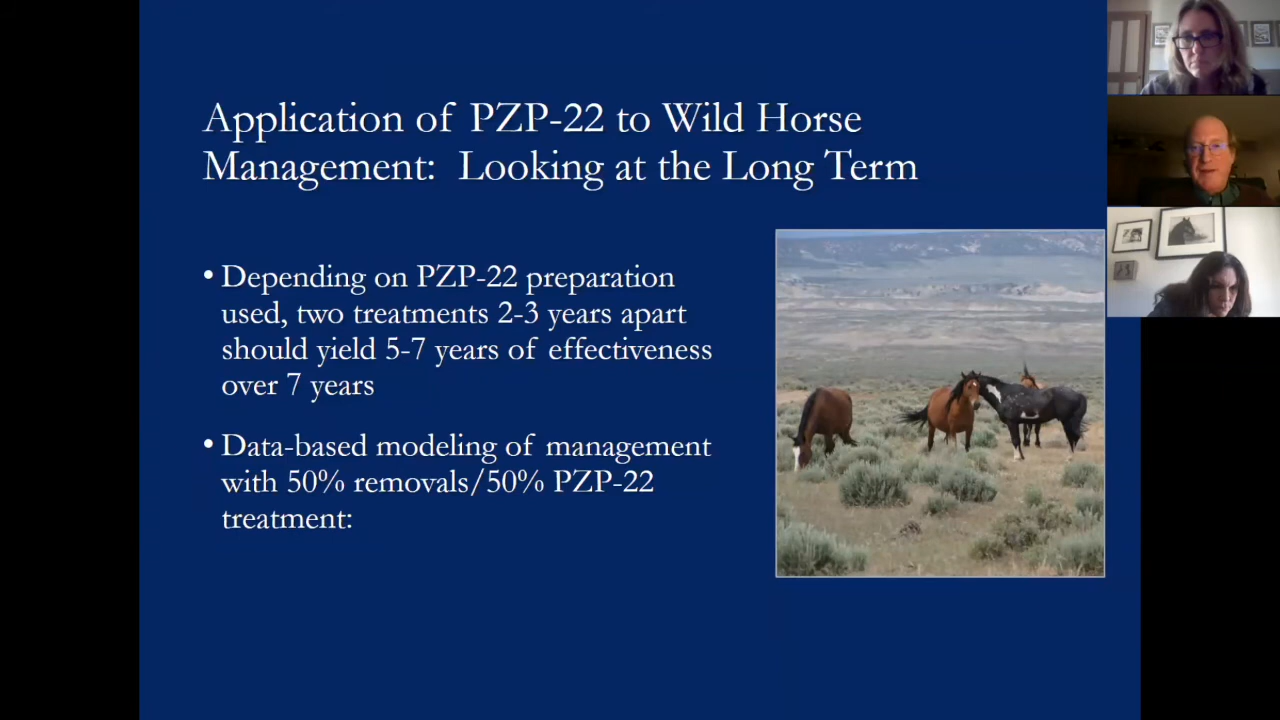 Application of PZP-22 to Wild Horse
Management:  Looking at the Long Term
• Depending on PZP-22 preparation
used, two treatments 2-3 years apart
should yield 5-7 years of effectiveness
over 7 years
• Data-based modeling of management
with 50% removals/50% PZP-22
treatment: